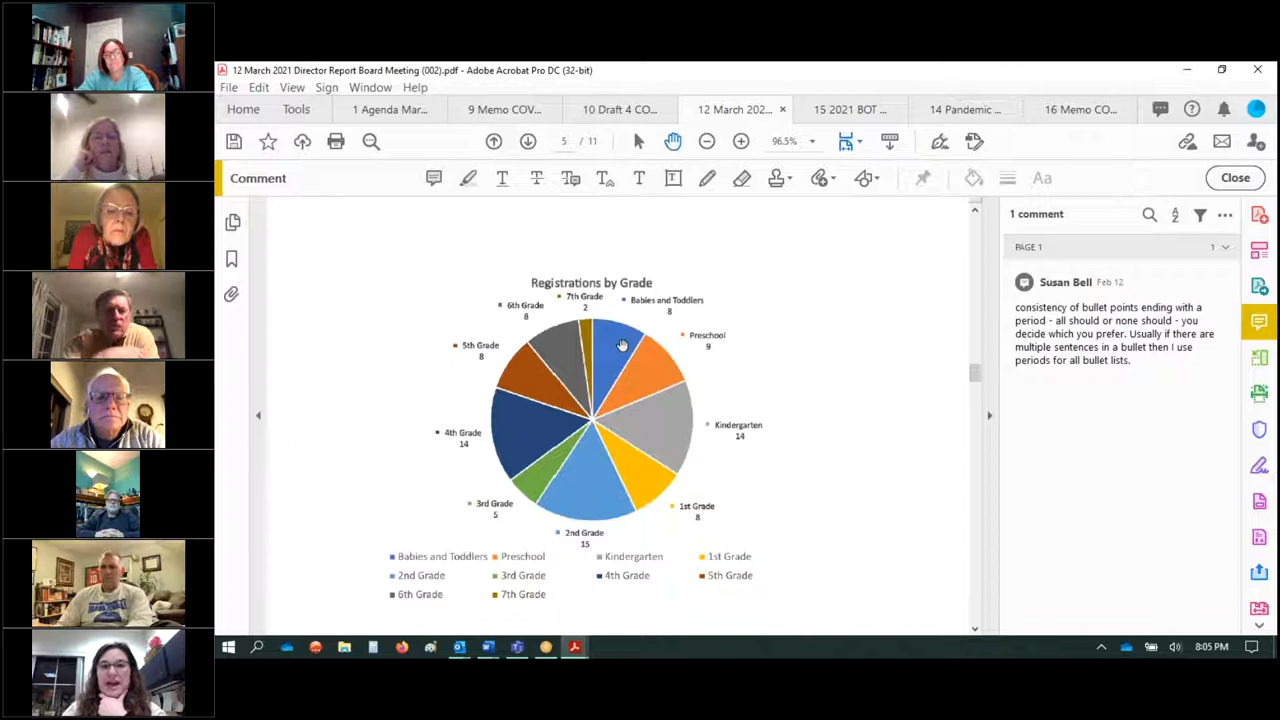 12 March 2021 Director Report Board Meeting (002).pdf - Adobe Acrobat Pro DC (32-bit)
File Edit View Sign Window Help
Home Tools 1 Agenda Mar... 9 Memo COV... 10 Draft 4 CO... 12 March 202... × 15 2021 BOT ... 14 Pandemic ... 16 Memo CO...
5 / 11 96.5%
Comment Aa Close
1 comment
PAGE 1 1
Susan Bell Feb 12
consistency of bullet points ending with a
period - all should or none should - you
decide which you prefer. Usually if there are
multiple sentences in a bullet then I use
periods for all bullet lists.
Registrations by Grade
7th Grade
2
Babies and Toddlers
8
6th Grade
8
Preschool
9
5th Grade
8
Kindergarten
14
4th Grade
14
3rd Grade
5
1st Grade
8
2nd Grade
15
Babies and Toddlers Preschool Kindergarten 1st Grade
2nd Grade 3rd Grade 4th Grade 5th Grade
6th Grade 7th Grade
8:05 PM